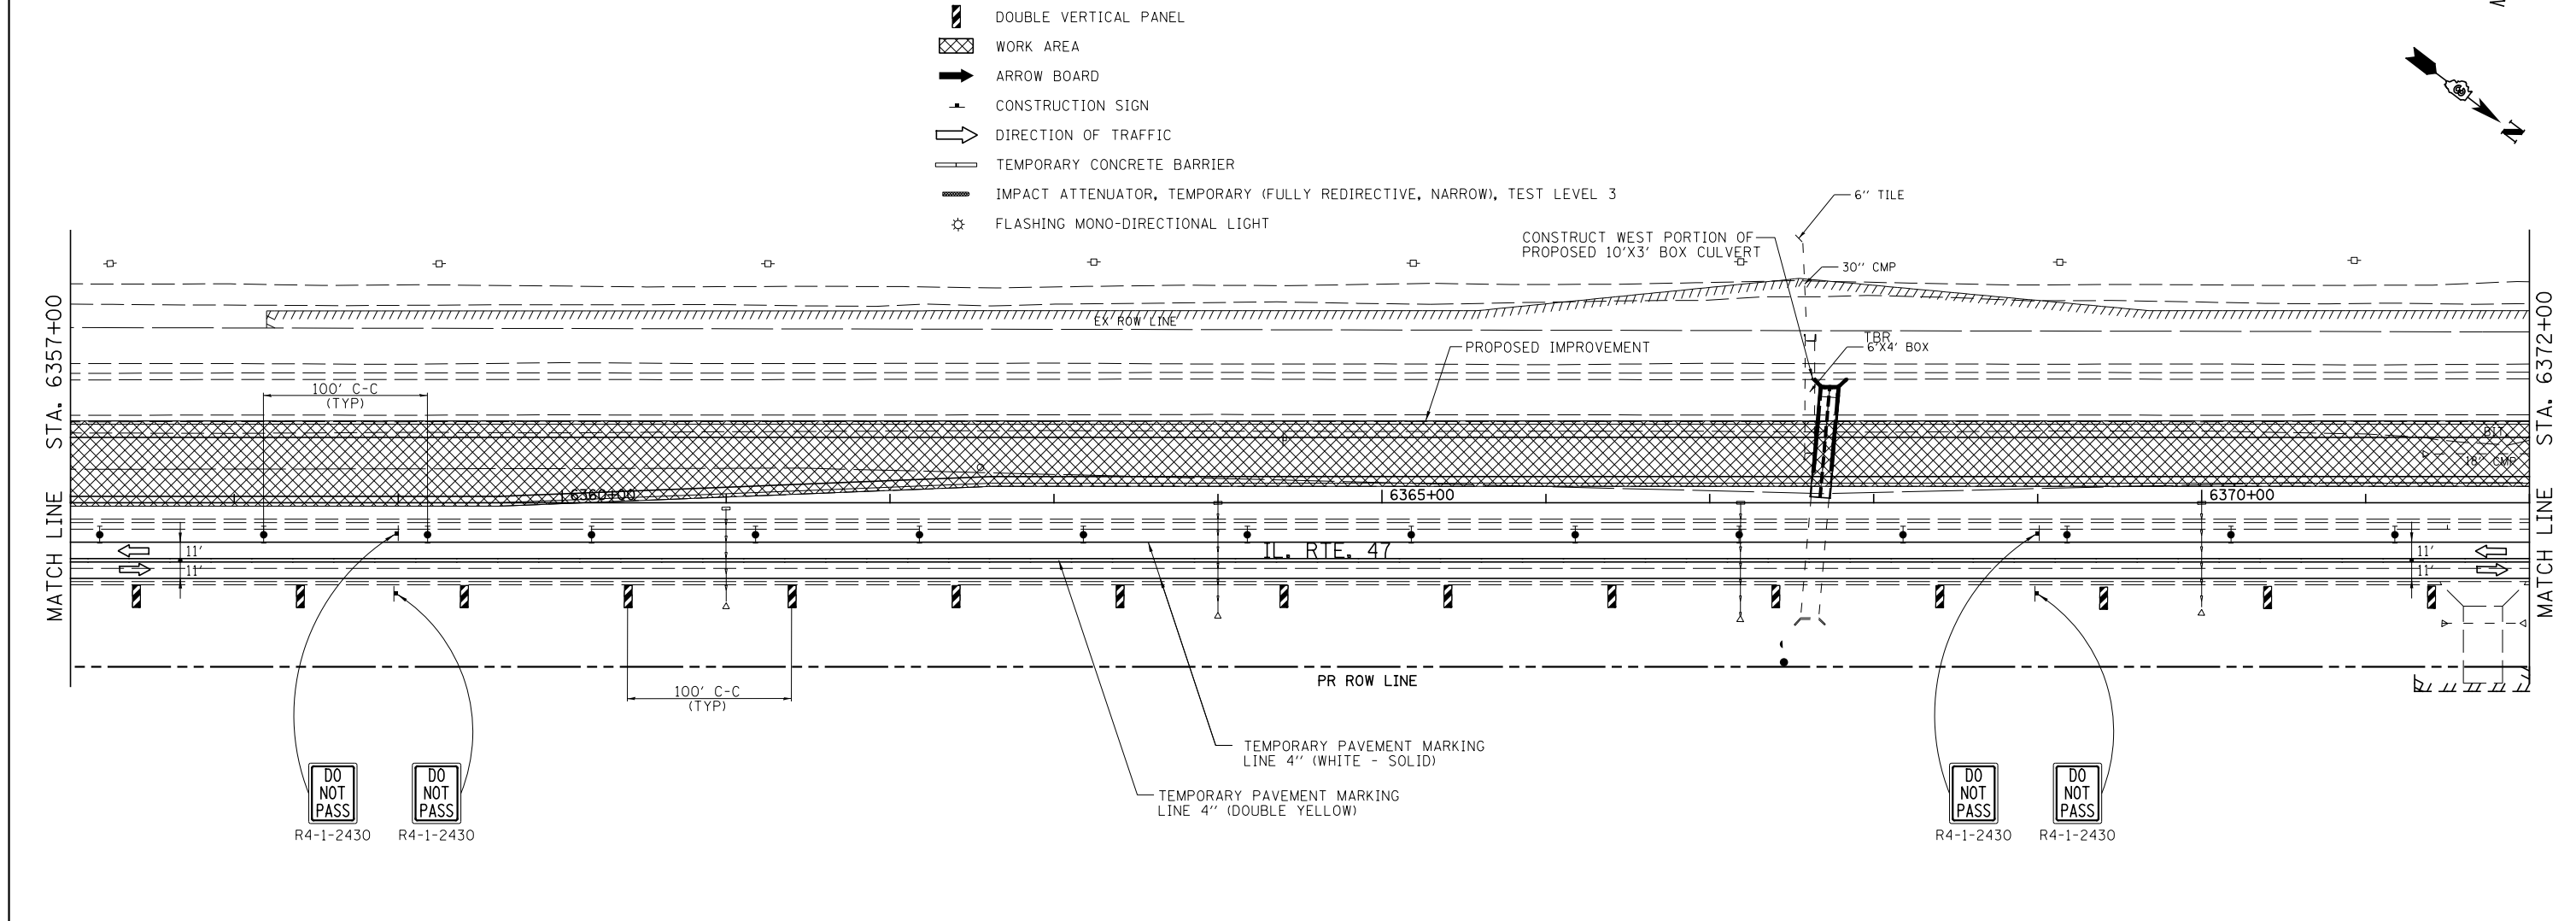 DOUBLE VERTICAL PANEL
WORK AREA
ARROW BOARD
CONSTRUCTION SIGN
DIRECTION OF TRAFFIC
TEMPORARY CONCRETE BARRIER
IMPACT ATTENUATOR, TEMPORARY (FULLY REDIRECTIVE, NARROW), TEST LEVEL 3
FLASHING MONO-DIRECTIONAL LIGHT
N
6'' TILE
CONSTRUCT WEST PORTION OF
PROPOSED 10'X3' BOX CULVERT
30'' CMP
EX ROW LINE
TBR
6'X4' BOX
PROPOSED IMPROVEMENT
100' C-C
(TYP)
MATCH LINE STA. 6357+00
MATCH LINE STA. 6372+00
BIT
18" CMP
6360+00
6365+00
6370+00
IL. RTE. 47
11'
11'
11'
11'
PR ROW LINE
100' C-C
(TYP)
TEMPORARY PAVEMENT MARKING
LINE 4'' (WHITE - SOLID)
TEMPORARY PAVEMENT MARKING
LINE 4'' (DOUBLE YELLOW)
DO
NOT
PASS
R4-1-2430
DO
NOT
PASS
R4-1-2430
DO
NOT
PASS
R4-1-2430
DO
NOT
PASS
R4-1-2430